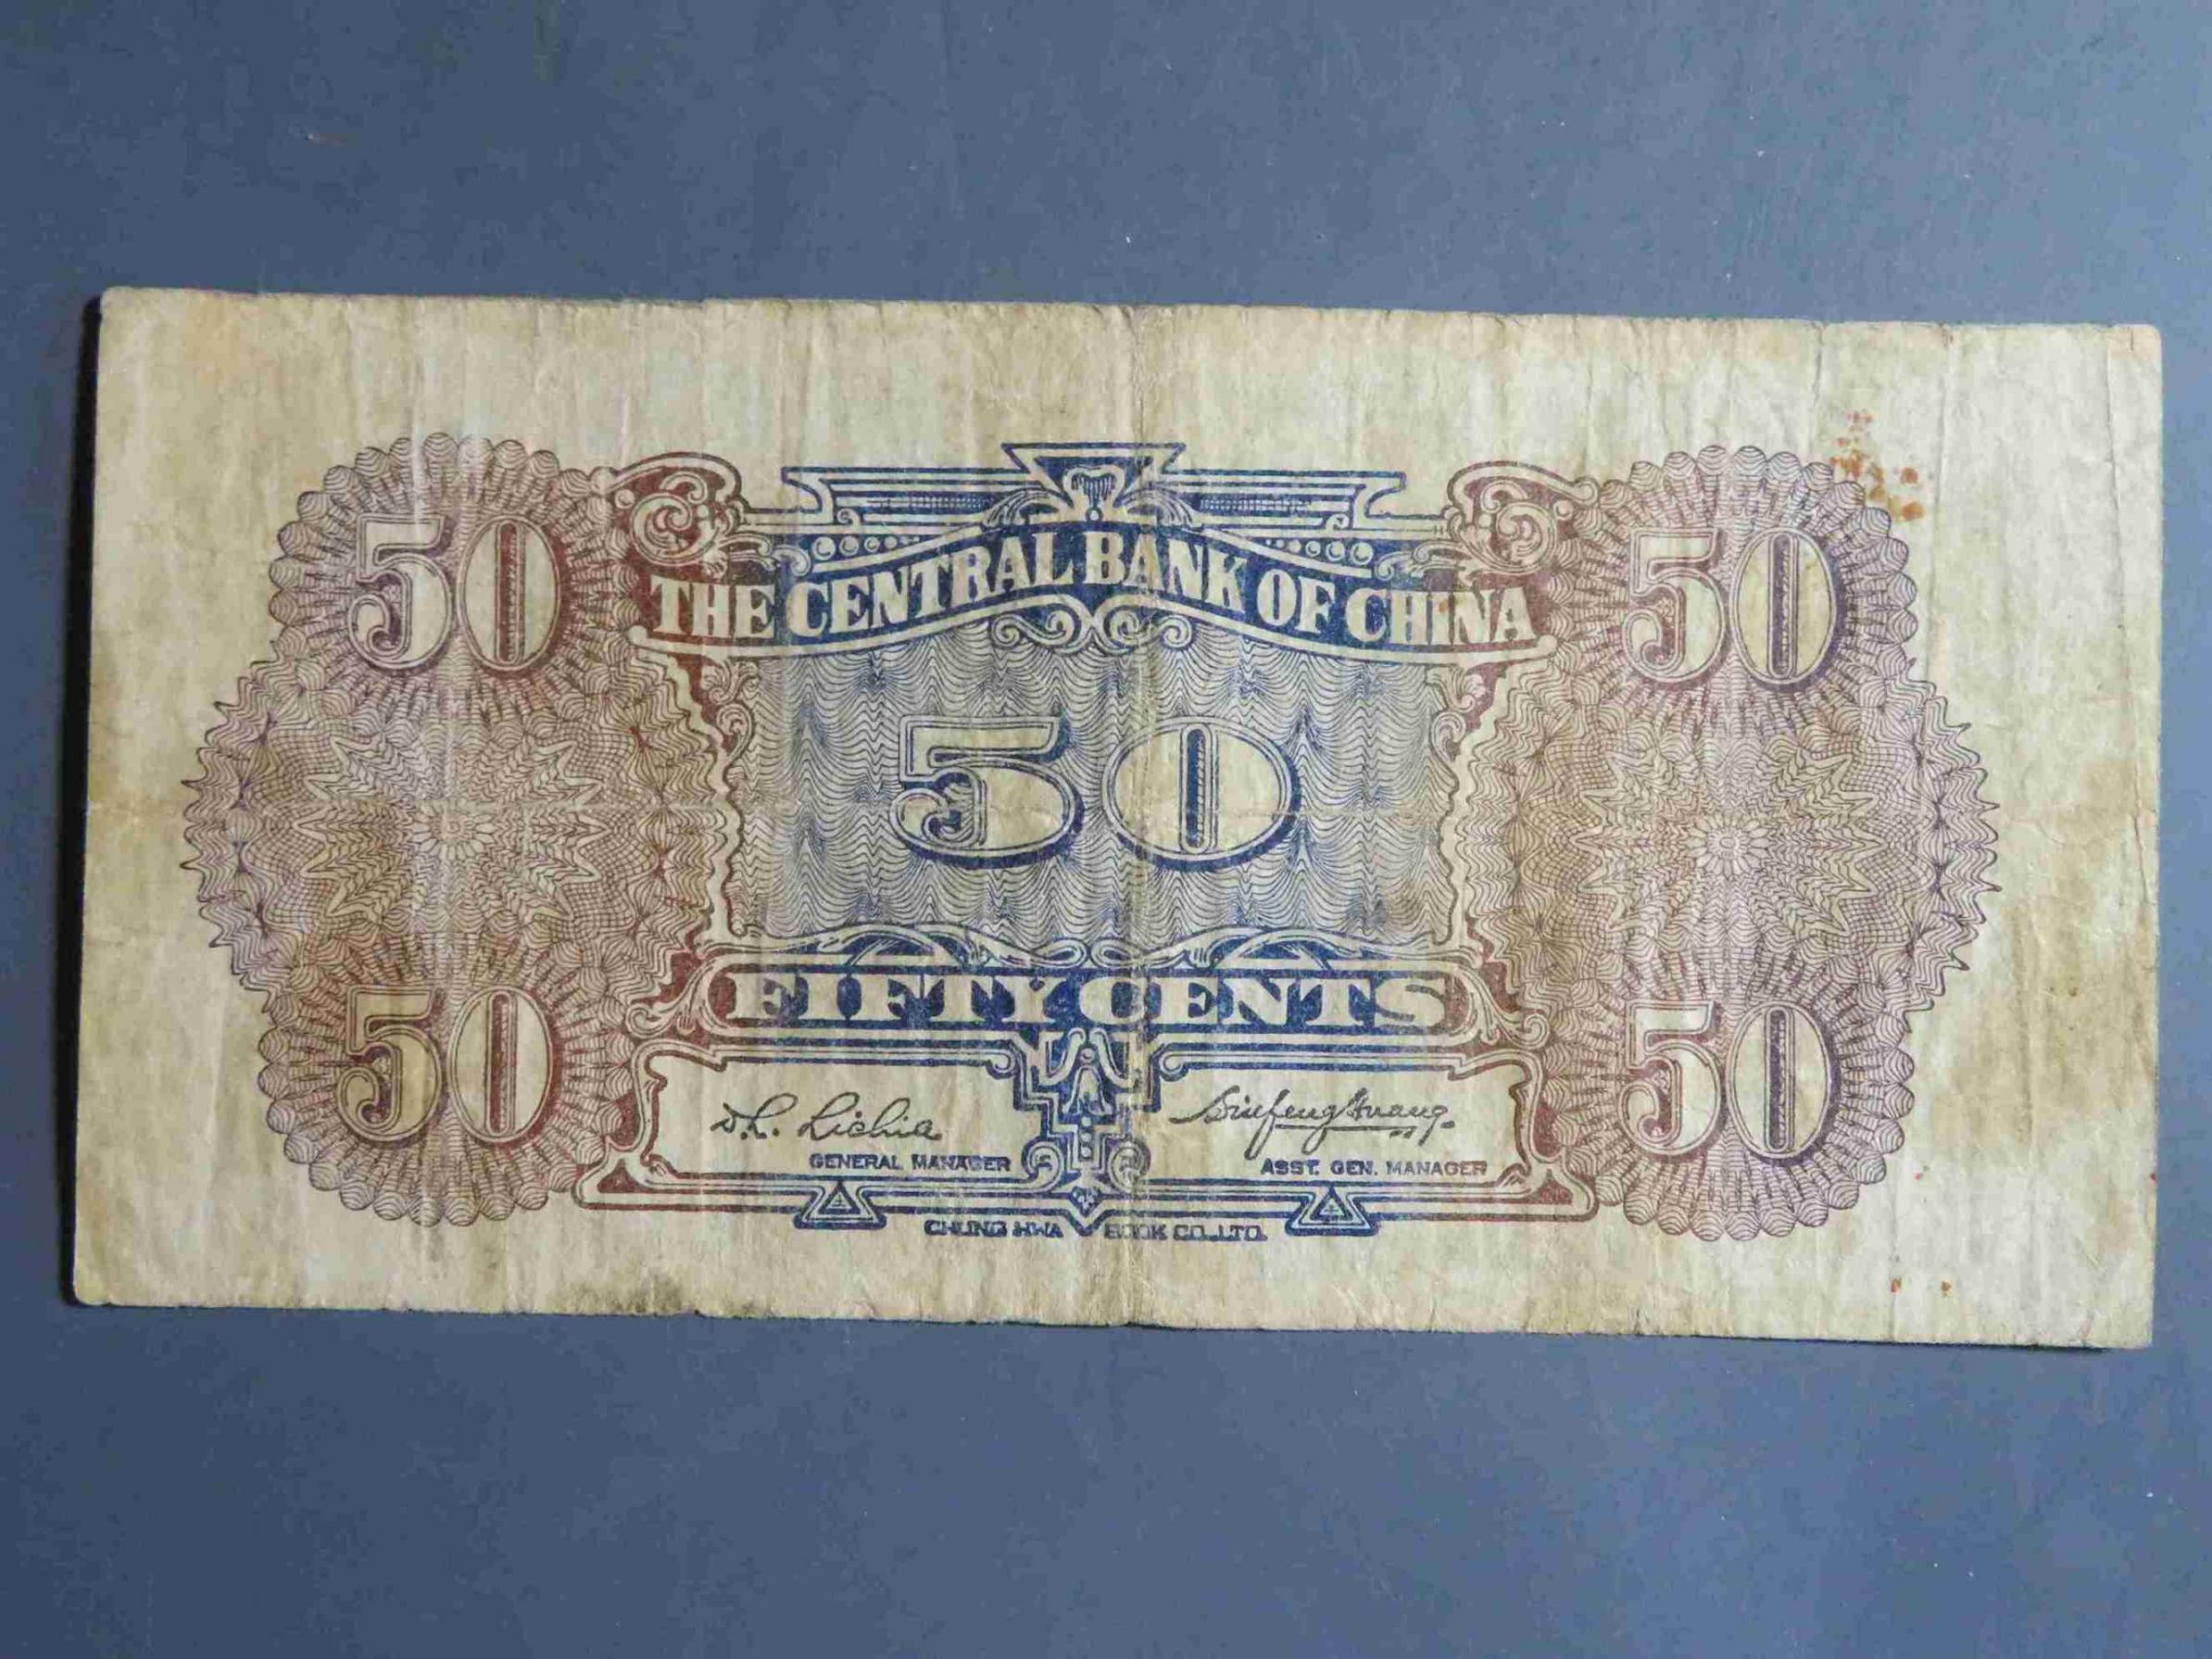 50 50
THE CENTRAL BANK OF CHINA
50
FIFTY CENTS
50 50
GENERAL MANAGER ASST. GEN. MANAGER
CHUNG HWA BOOK CO., LTD.